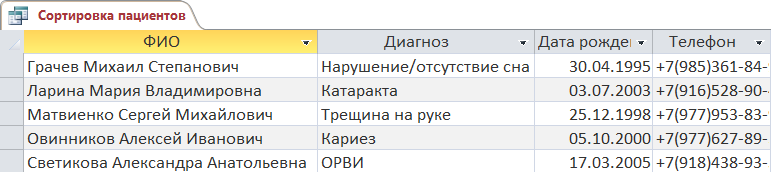 Сортировка пациентов
ФИО Диагноз Дата рожде Телефон
Грачев Михаил Степанович Нарушение/отсутствие сна 30.04.1995 +7(985)361-84-
Ларина Мария Владимировна Катаракта 03.07.2003 +7(916)528-90-
Матвиенко Сергей Михайлович Трещина на руке 25.12.1998 +7(977)953-83-
Овинников Алексей Иванович Кариез 05.10.2000 +7(977)627-89-
Светикова Александра Анатольевна ОРВИ 17.03.2005 +7(918)438-93-